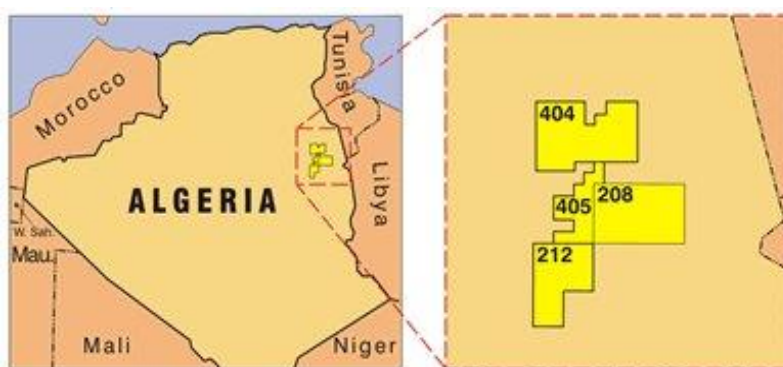 Morocco
Tunisia
ALGERIA
Libya
W. Sah.
Mau.
Mali
Niger
404
405
208
212